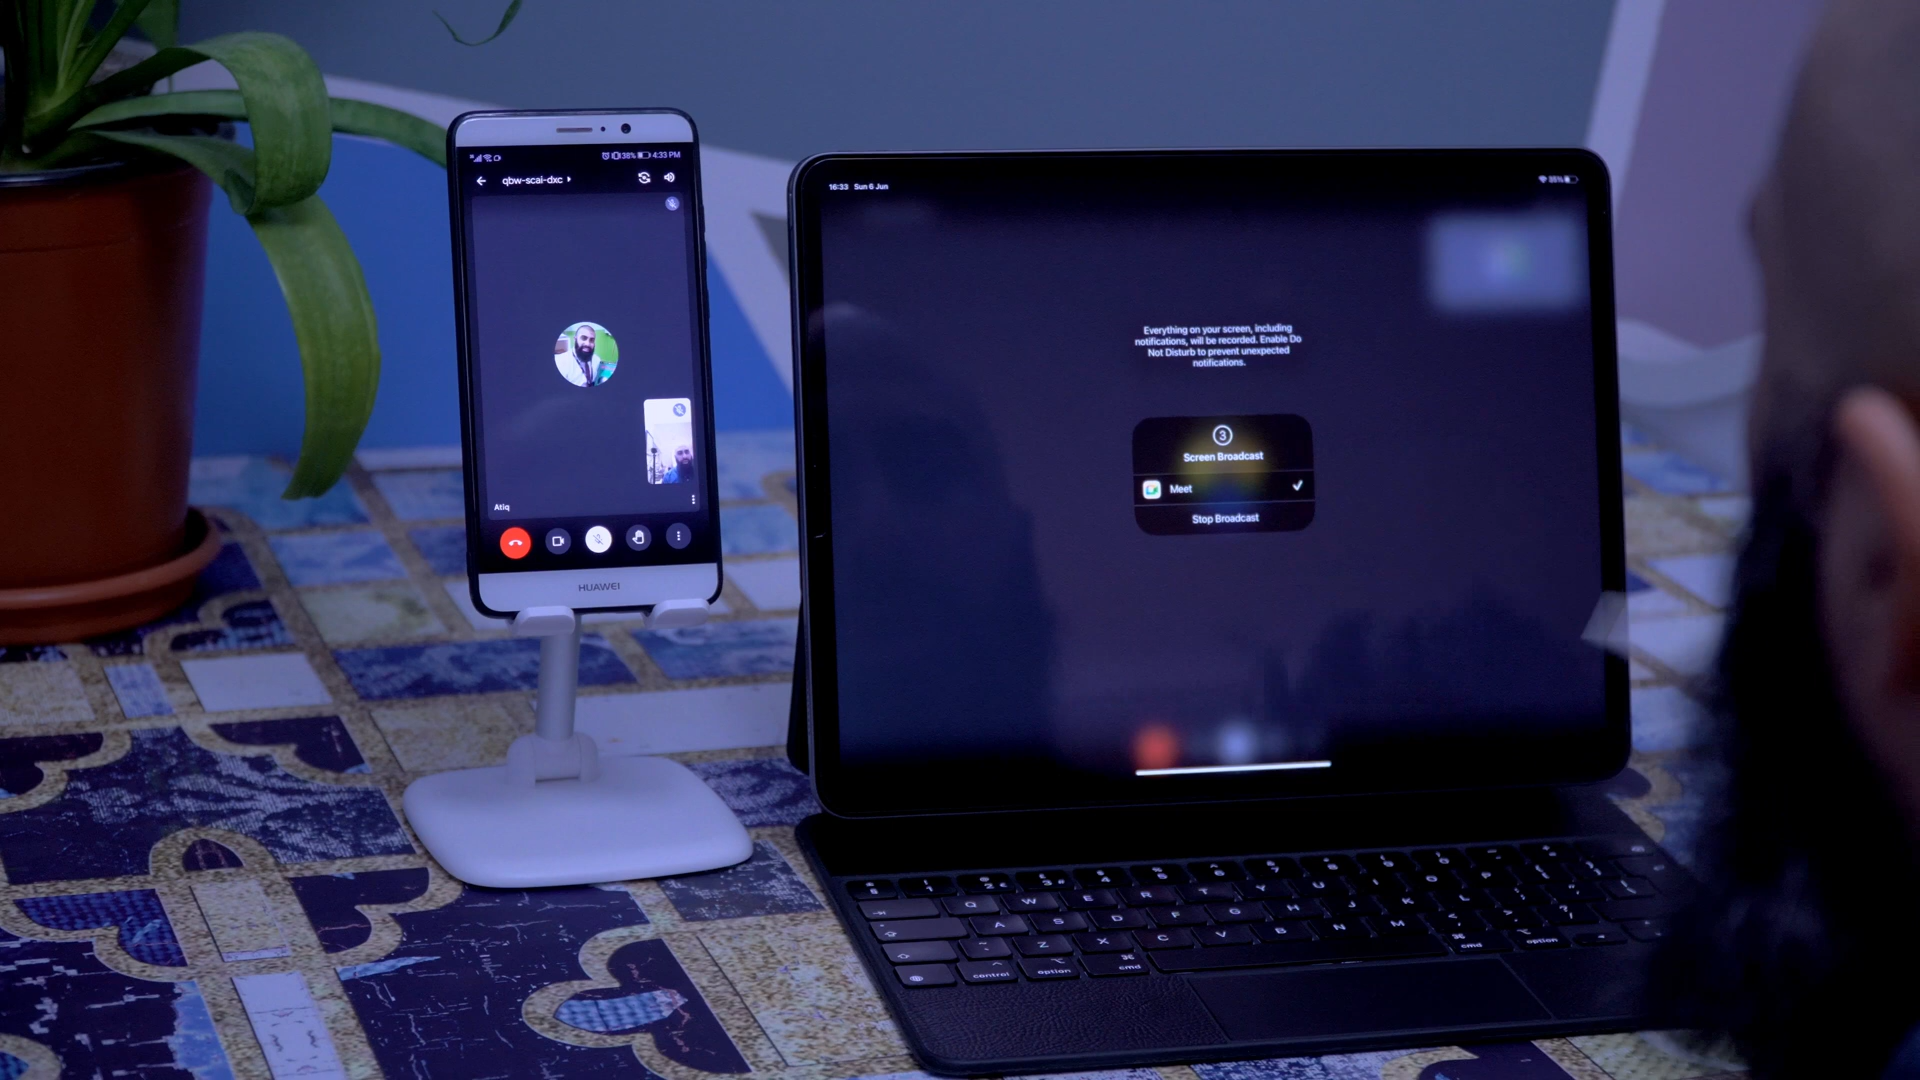 38% 4:33 PM
qbw-scai-dxc
Atiq
HUAWEI
16:33 Sun 6 Jun
35%
Everything on your screen, including
notifications, will be recorded. Enable Do
Not Disturb to prevent unexpected
notifications.
3
Screen Broadcast
Meet
Stop Broadcast
Q W E R T Y U I O P
A S D F G H J K L
Z X C V B N M
control option cmd cmd option